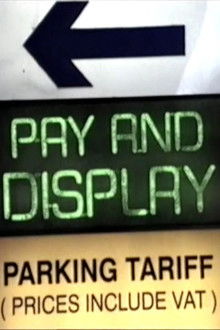 PAY AND
DISPLAY
PARKING TARIFF
( PRICES INCLUDE VAT )